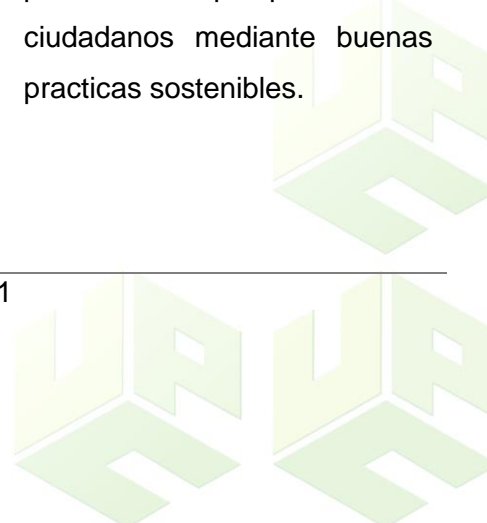 ciudadanos mediante buenas
practicas sostenibles.
1